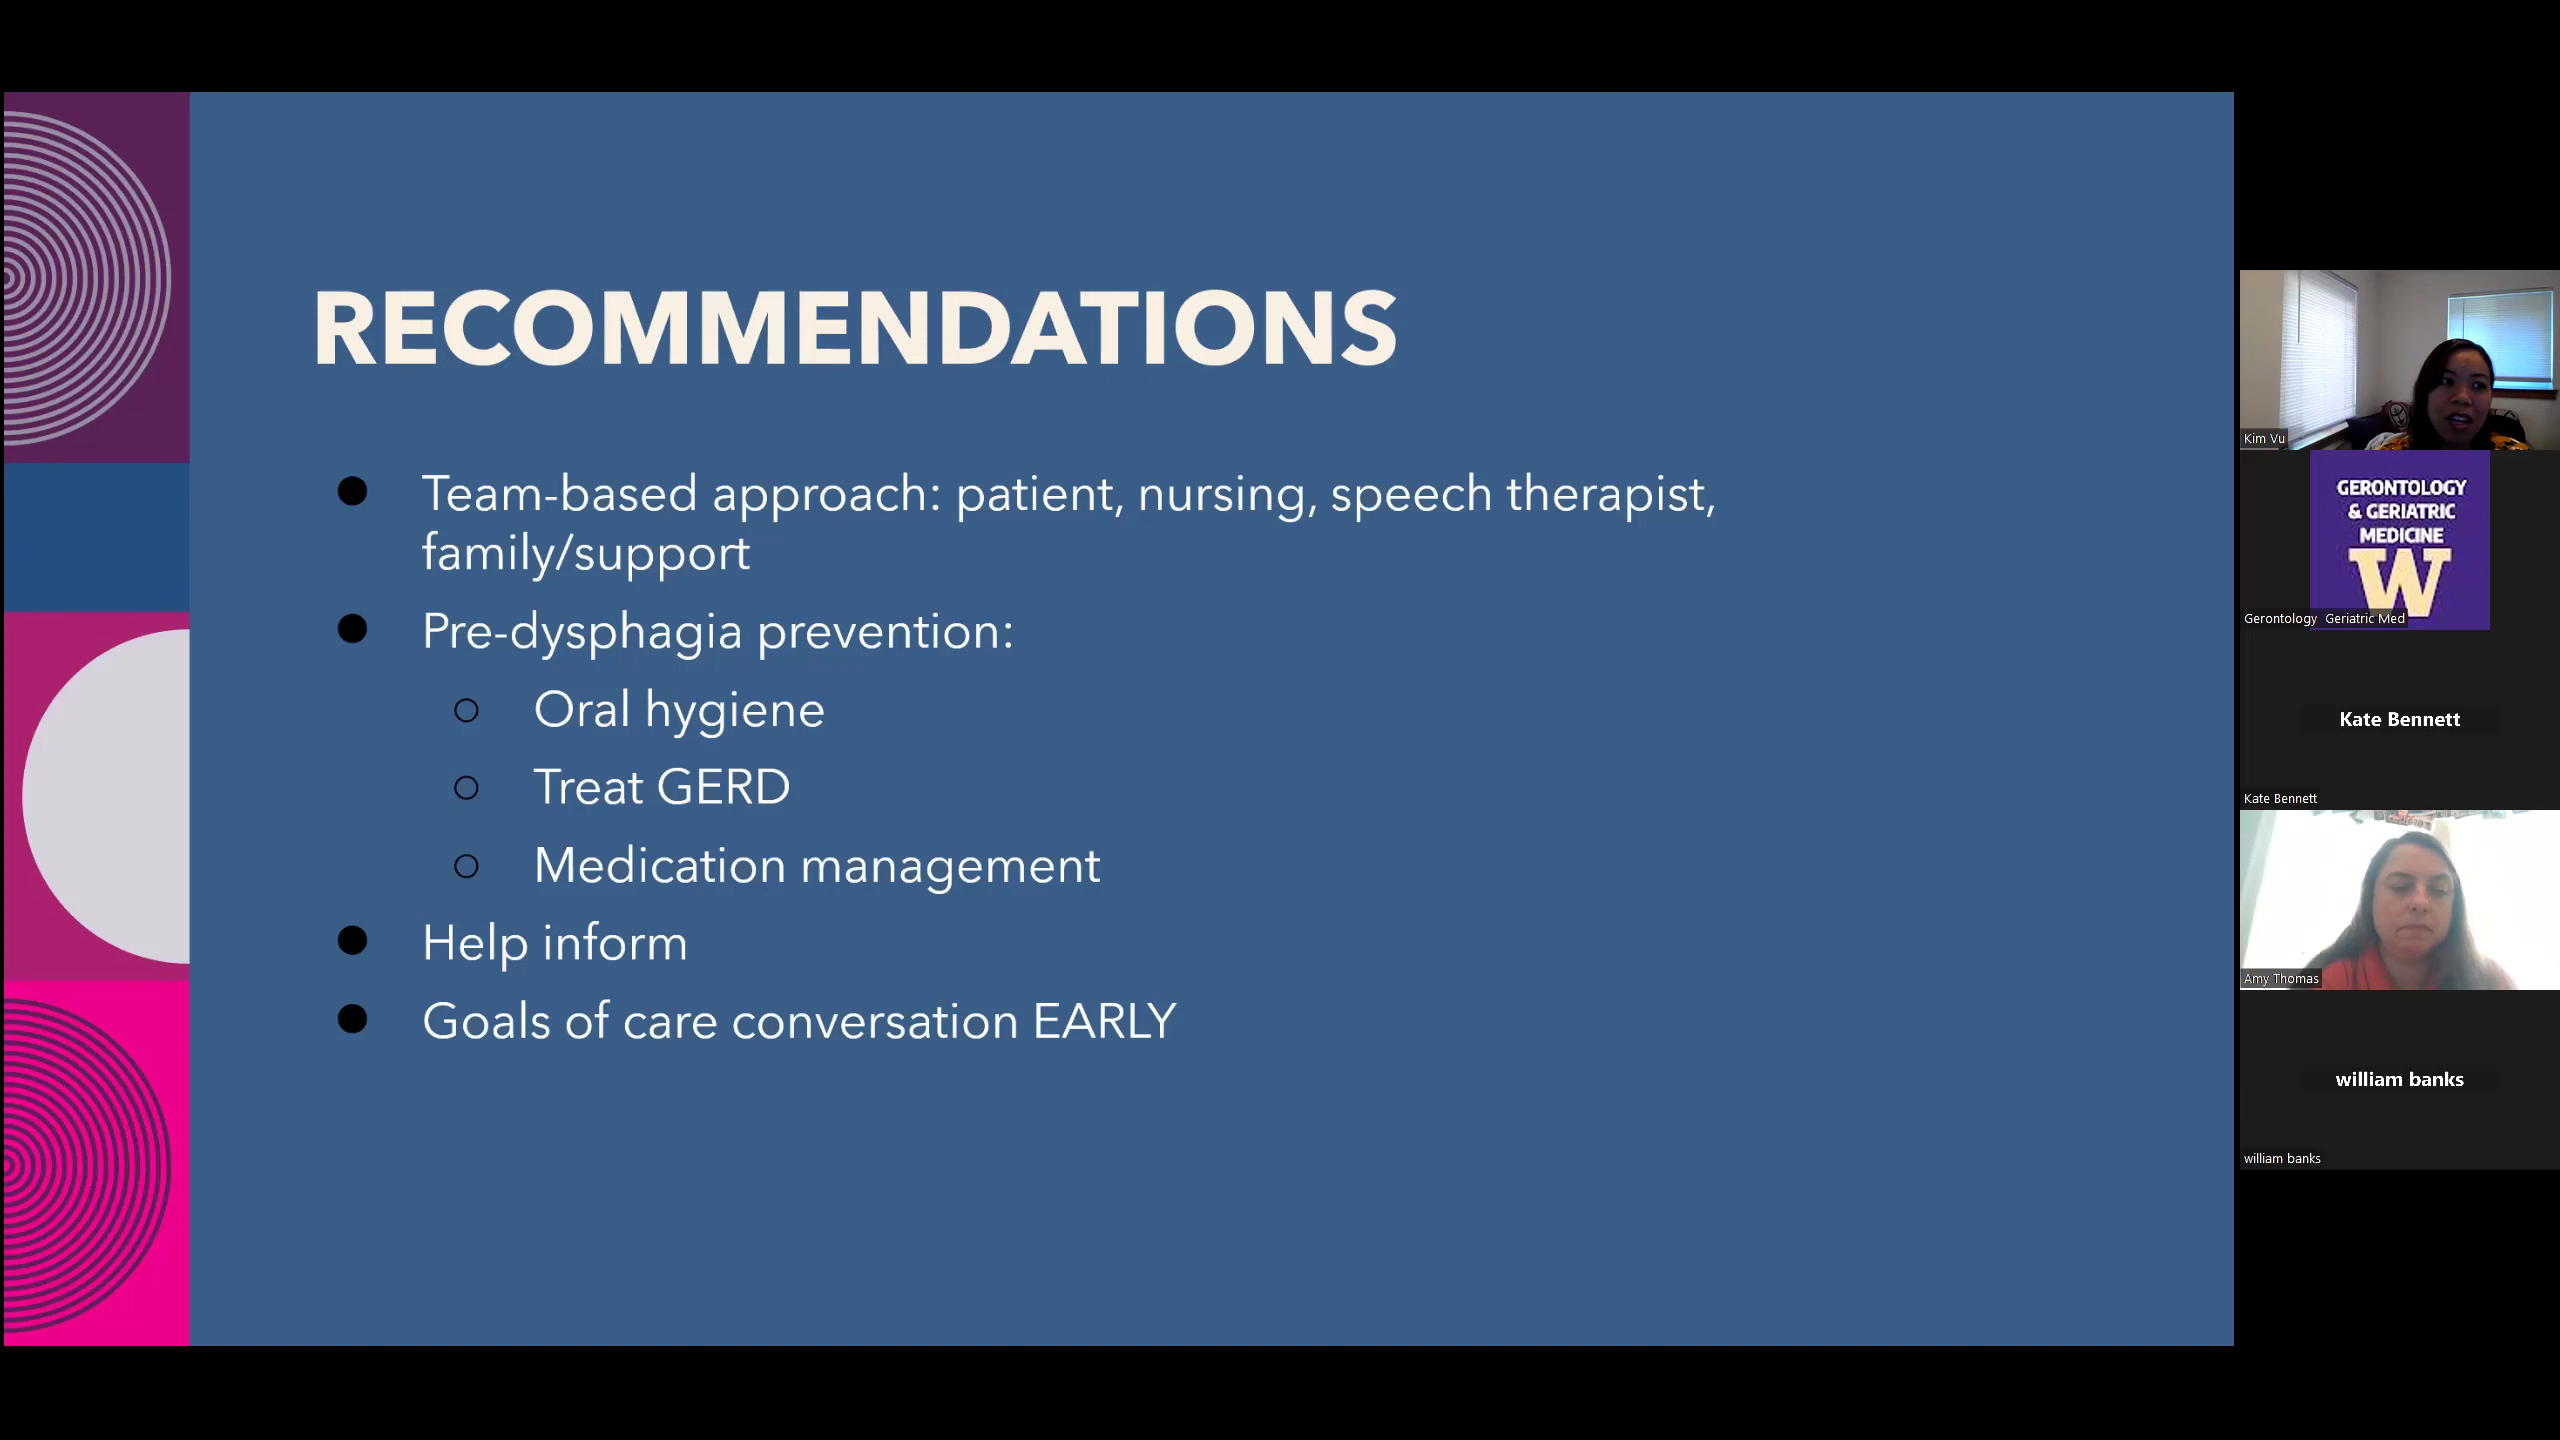 RECOMMENDATIONS
Team-based approach: patient, nursing, speech therapist,
family/support
Pre-dysphagia prevention:
Oral hygiene
Treat GERD
Medication management
Help inform
Goals of care conversation EARLY
Kim Vu
GERONTOLOGY
& GERIATRIC
MEDICINE
W
Gerontology Geriatric Med
Kate Bennett
Kate Bennett
Amy Thomas
william banks
william banks